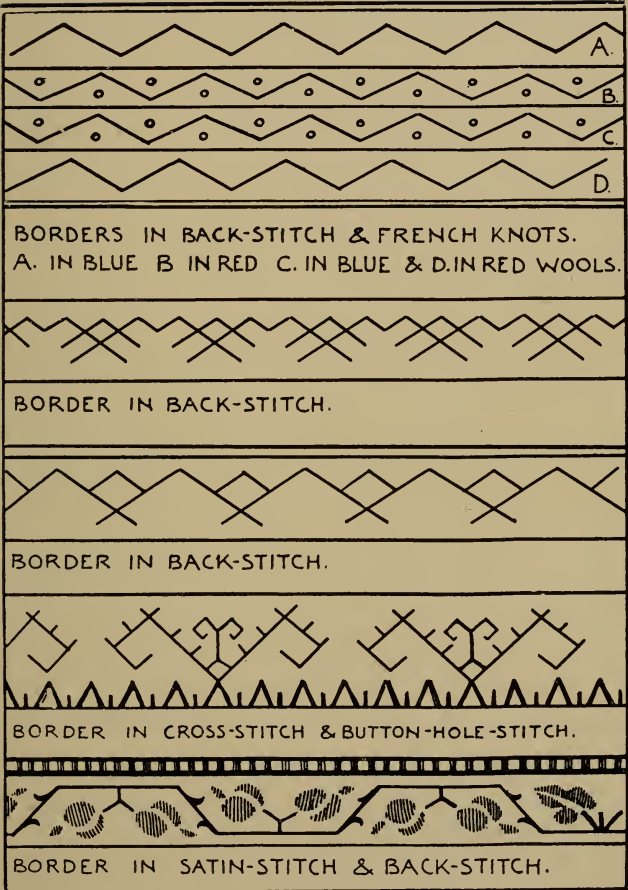 A.
B.
C.
D.
BORDERS IN BACK-STITCH & FRENCH KNOTS.
A. IN BLUE B IN RED C. IN BLUE & D. IN RED WOOLS.
BORDER IN BACK-STITCH.
BORDER IN BACK-STITCH.
BORDER IN CROSS-STITCH & BUTTON-HOLE-STITCH.
BORDER IN SATIN-STITCH & BACK-STITCH.